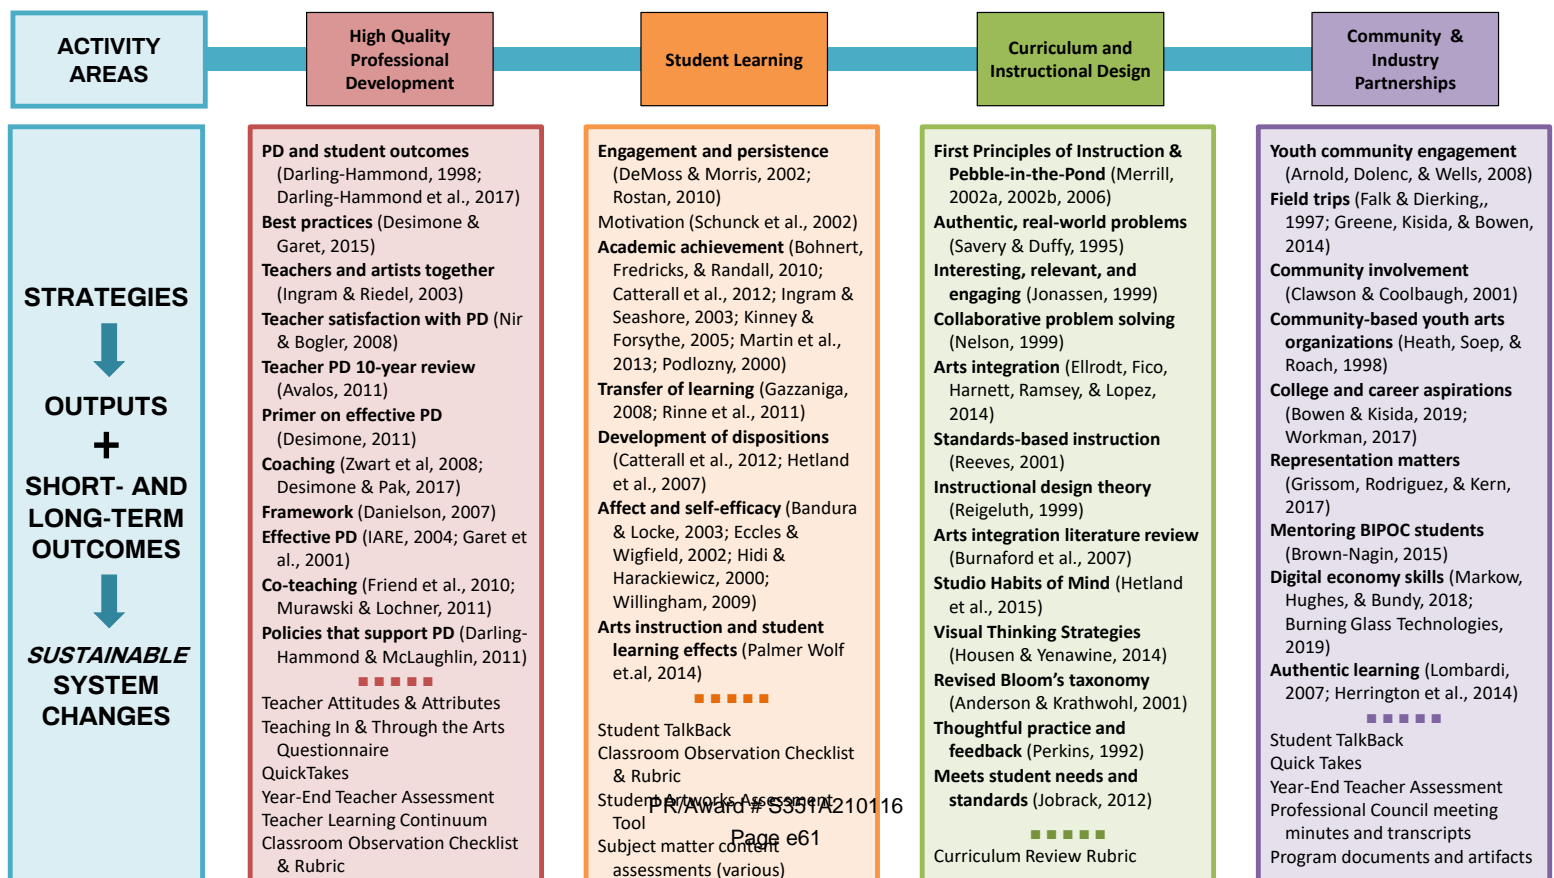 ACTIVITY
AREAS
High Quality
Professional
Development
Student Learning
Curriculum and
Instructional Design
Community &
Industry
Partnerships
STRATEGIES
OUTPUTS
+
SHORT- AND
LONG-TERM
OUTCOMES
SUSTAINABLE
SYSTEM
CHANGES
PD and student outcomes
(Darling-Hammond, 1998;
Darling-Hammond et al., 2017)
Best practices (Desimone &
Garet, 2015)
Teachers and artists together
(Ingram & Riedel, 2003)
Teacher satisfaction with PD (Nir
& Bogler, 2008)
Teacher PD 10-year review
(Avalos, 2011)
Primer on effective PD
(Desimone, 2011)
Coaching (Zwart et al, 2008;
Desimone & Pak, 2017)
Framework (Danielson, 2007)
Effective PD (IARE, 2004; Garet et
al., 2001)
Co-teaching (Friend et al., 2010;
Murawski & Lochner, 2011)
Policies that support PD (Darling-
Hammond & McLaughlin, 2011)
Teacher Attitudes & Attributes
Teaching In & Through the Arts
Questionnaire
QuickTakes
Year-End Teacher Assessment
Teacher Learning Continuum
Classroom Observation Checklist
& Rubric
Engagement and persistence
(DeMoss & Morris, 2002;
Rostan, 2010)
Motivation (Schunck et al., 2002)
Academic achievement (Bohnert,
Fredricks, & Randall, 2010;
Catterall et al., 2012; Ingram &
Seashore, 2003; Kinney &
Forsythe, 2005; Martin et al.,
2013; Podlozny, 2000)
Transfer of learning (Gazzaniga,
2008; Rinne et al., 2011)
Development of dispositions
(Catterall et al., 2012; Hetland
et al., 2007)
Affect and self-efficacy (Bandura
& Locke, 2003; Eccles &
Wigfield, 2002; Hidi &
Harackiewicz, 2000;
Willingham, 2009)
Arts instruction and student
learning effects (Palmer Wolf
et.al, 2014)
Student TalkBack
Classroom Observation Checklist
& Rubric
Student Artworks Assessment
Tool
Subject matter content
assessments (various)
First Principles of Instruction &
Pebble-in-the-Pond (Merrill,
2002a, 2002b, 2006)
Authentic, real-world problems
(Savery & Duffy, 1995)
Interesting, relevant, and
engaging (Jonassen, 1999)
Collaborative problem solving
(Nelson, 1999)
Arts integration (Ellrodt, Fico,
Harnett, Ramsey, & Lopez,
2014)
Standards-based instruction
(Reeves, 2001)
Instructional design theory
(Reigeluth, 1999)
Arts integration literature review
(Burnaford et al., 2007)
Studio Habits of Mind (Hetland
et al., 2015)
Visual Thinking Strategies
(Housen & Yenawine, 2014)
Revised Bloom’s taxonomy
(Anderson & Krathwohl, 2001)
Thoughtful practice and
feedback (Perkins, 1992)
Meets student needs and
standards (Jobrack, 2012)
Curriculum Review Rubric
Youth community engagement
(Arnold, Dolenc, & Wells, 2008)
Field trips (Falk & Dierking,,
1997; Greene, Kisida, & Bowen,
2014)
Community involvement
(Clawson & Coolbaugh, 2001)
Community-based youth arts
organizations (Heath, Soep, &
Roach, 1998)
College and career aspirations
(Bowen & Kisida, 2019;
Workman, 2017)
Representation matters
(Grissom, Rodriguez, & Kern,
2017)
Mentoring BIPOC students
(Brown-Nagin, 2015)
Digital economy skills (Markow,
Hughes, & Bundy, 2018;
Burning Glass Technologies,
2019)
Authentic learning (Lombardi,
2007; Herrington et al., 2014)
Student TalkBack
Quick Takes
Year-End Teacher Assessment
Professional Council meeting
minutes and transcripts
Program documents and artifacts
PR/Award # S351A210116
Page e61